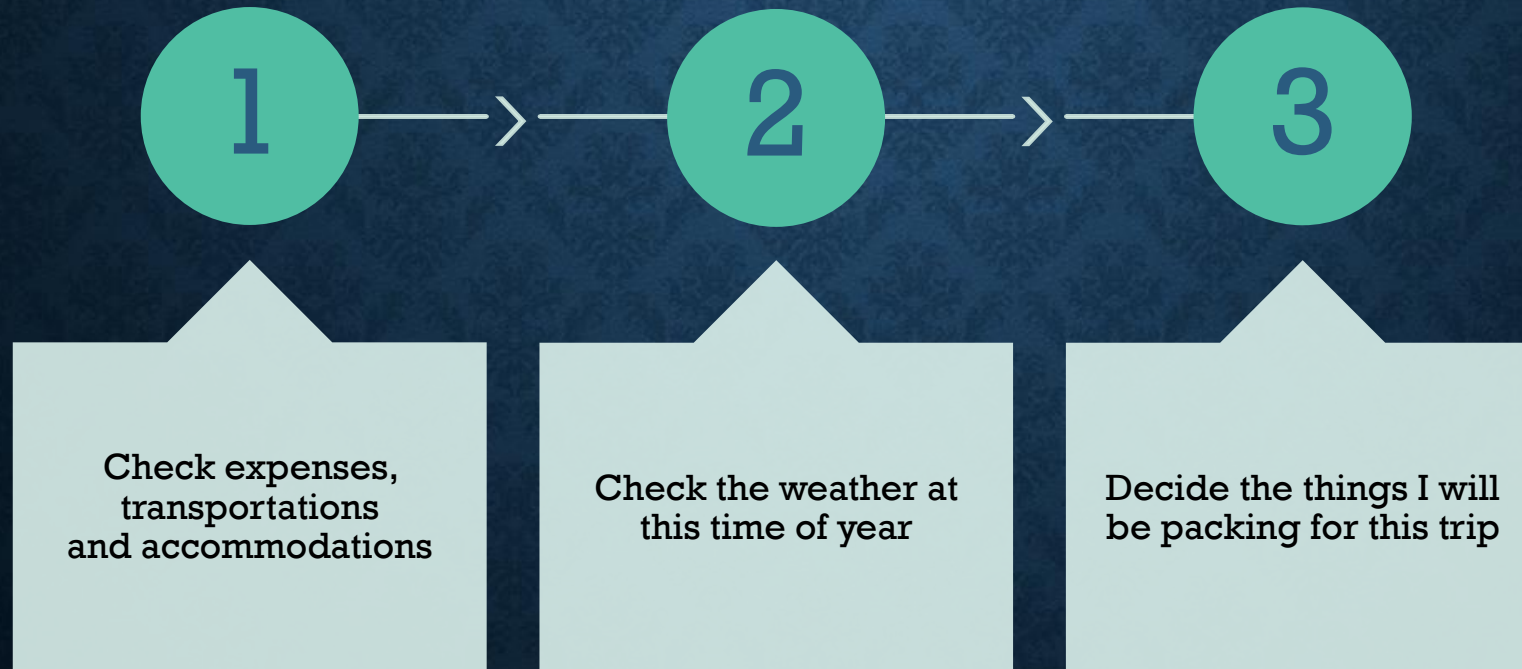 1
2
3
Check expenses,
transportations
and accommodations
Check the weather at
this time of year
Decide the things I will
be packing for this trip